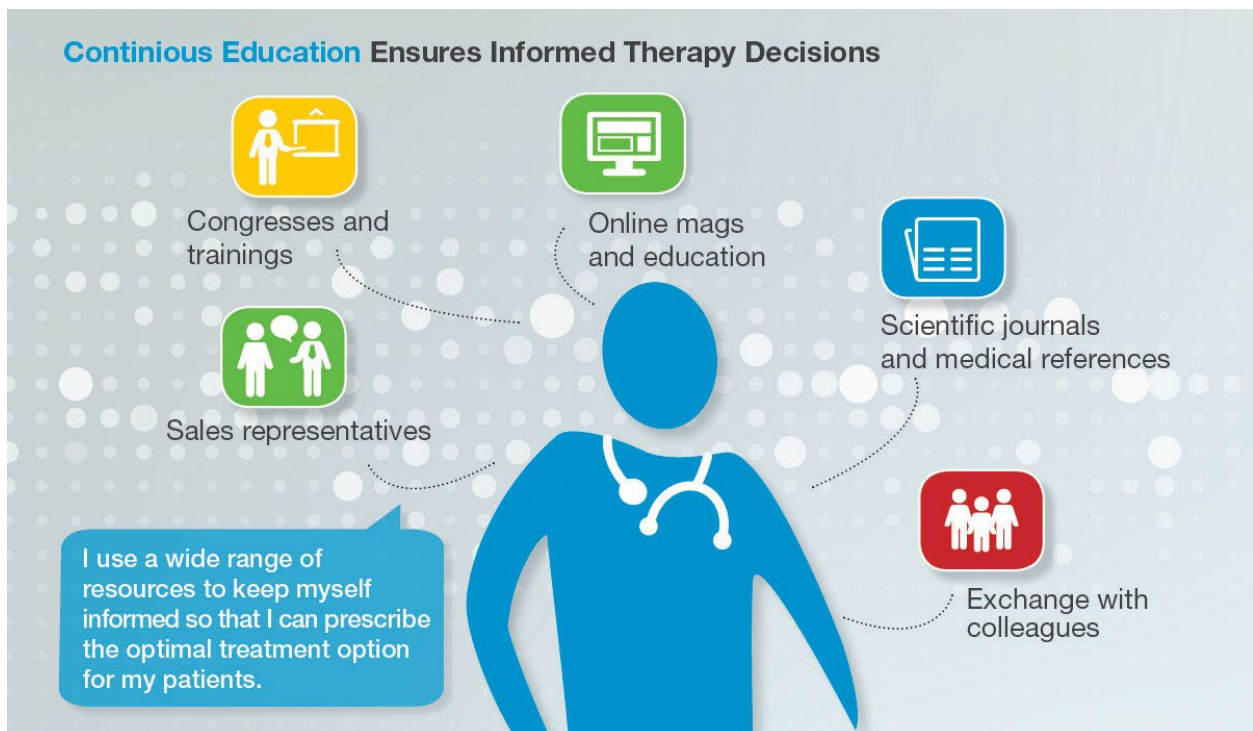 Continious Education Ensures Informed Therapy Decisions
Congresses and
trainings
Online mags
and education
Scientific journals
and medical references
Sales representatives
Exchange with
colleagues
I use a wide range of
resources to keep myself
informed so that I can prescribe
the optimal treatment option
for my patients.